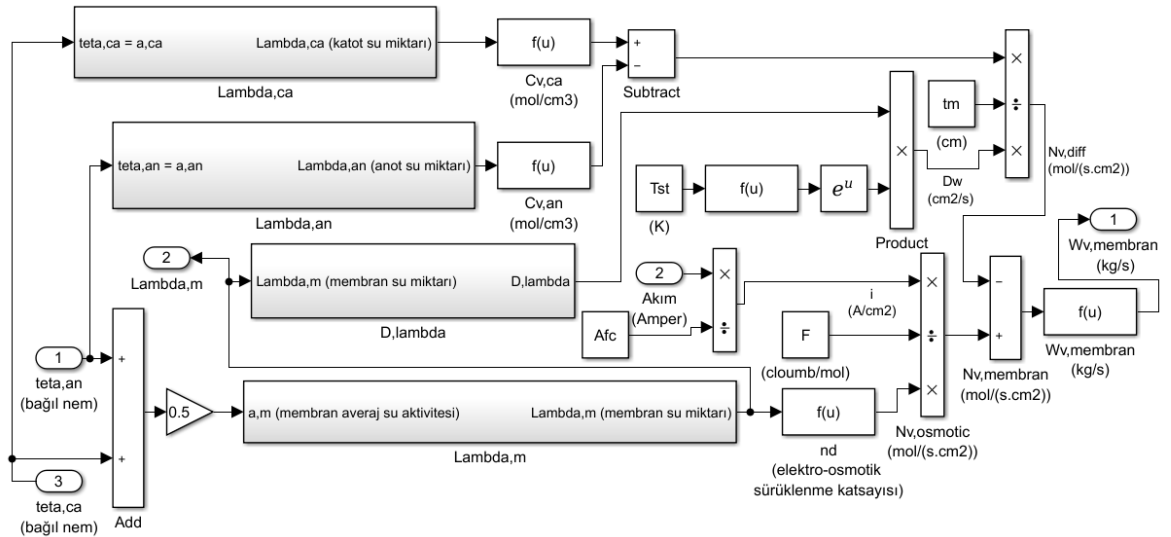 teta,ca = a,ca
Lambda,ca (katot su miktarı)
Lambda,ca
f(u)
Cv,ca
(mol/cm3)
+
−
Subtract
teta,an = a,an
Lambda,an (anot su miktarı)
Lambda,an
f(u)
Cv,an
(mol/cm3)
tm
(cm)
×
÷
×
Nv,diff
(mol/(s.cm2))
Tst
(K)
f(u)
e^u
×
Product
Dw
(cm2/s)
1
Wv,membran
(kg/s)
2
Lambda,m
Lambda,m (membran su miktarı)
D,lambda
D,lambda
2
Akım
(Amper)
Afc
×
÷
i
(A/cm2)
F
(cloumb/mol)
×
÷
×
Nv,osmotic
(mol/(s.cm2))
−
+
Nv,membran
(mol/(s.cm2))
f(u)
Wv,membran
(kg/s)
1
teta,an
(bağıl nem)
3
teta,ca
(bağıl nem)
+
+
Add
0.5
a,m (membran averaj su aktivitesi)
Lambda,m (membran su miktarı)
Lambda,m
f(u)
nd
(elektro-osmotik
sürüklenme katsayısı)